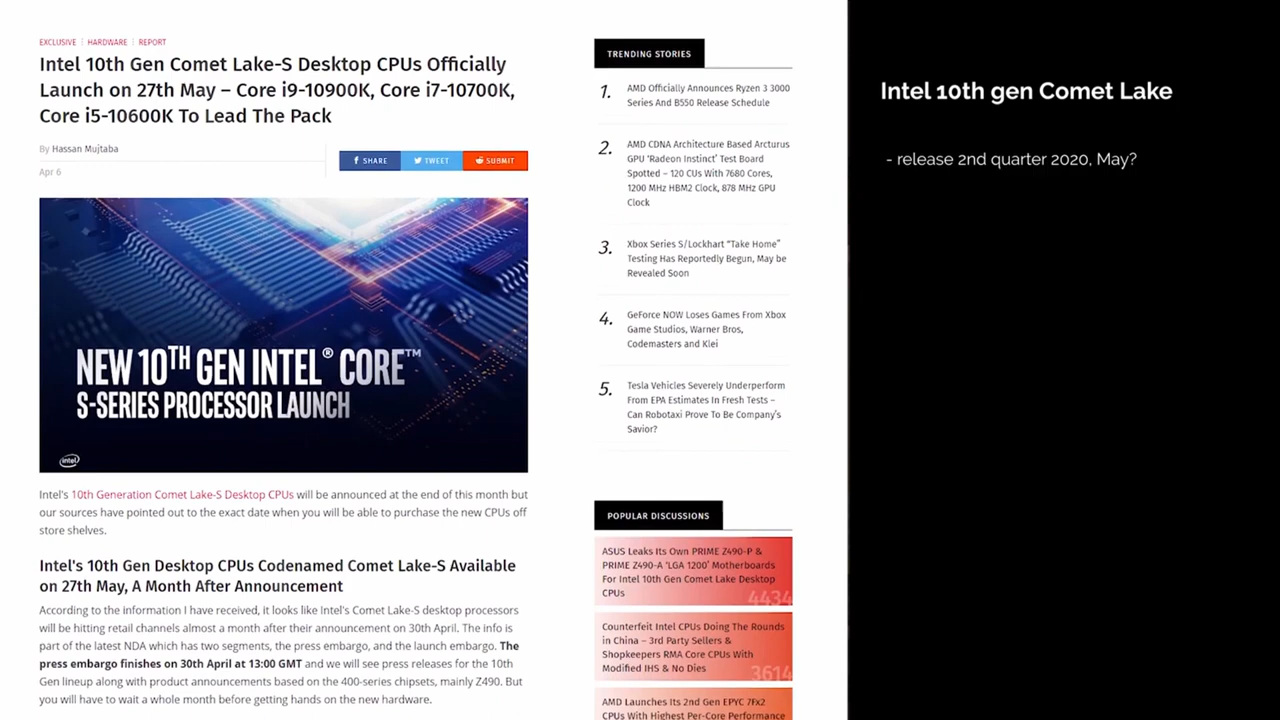 EXCLUSIVE HARDWARE REPORT
Intel 10th Gen Comet Lake-S Desktop CPUs Officially
Launch on 27th May – Core i9-10900K, Core i7-10700K,
Core i5-10600K To Lead The Pack
By Hassan Mujtaba
Apr 6
SHARE
TWEET
SUBMIT
NEW 10TH GEN INTEL® CORE™
S-SERIES PROCESSOR LAUNCH
intel
Intel's 10th Generation Comet Lake-S Desktop CPUs will be announced at the end of this month but
our sources have pointed out to the exact date when you will be able to purchase the new CPUs off
store shelves.
Intel's 10th Gen Desktop CPUs Codenamed Comet Lake-S Available
on 27th May, A Month After Announcement
According to the information I have received, it looks like Intel's Comet Lake-S desktop processors
will be hitting retail channels almost a month after their announcement on 30th April. The info is
part of the latest NDA which has two segments, the press embargo, and the launch embargo. The
press embargo finishes on 30th April at 13:00 GMT and we will see press releases for the 10th
Gen lineup along with product announcements based on the 400-series chipsets, mainly Z490. But
you will have to wait a whole month before getting hands on the new hardware.
TRENDING STORIES
1. AMD Officially Announces Ryzen 3 3000
Series And B550 Release Schedule
2. AMD CDNA Architecture Based Arcturus
GPU 'Radeon Instinct' Test Board
Spotted – 120 CUs With 7680 Cores,
1200 MHz HBM2 Clock, 878 MHz GPU
Clock
3. Xbox Series S/Lockhart “Take Home”
Testing Has Reportedly Begun, May be
Revealed Soon
4. GeForce NOW Loses Games From Xbox
Game Studios, Warner Bros,
Codemasters and Klei
5. Tesla Vehicles Severely Underperform
From EPA Estimates In Fresh Tests –
Can Robotaxi Prove To Be Company's
Savior?
POPULAR DISCUSSIONS
ASUS Leaks Its Own PRIME Z490-P &
PRIME Z490-A 'LGA 1200' Motherboards
For Intel 10th Gen Comet Lake Desktop
CPUs
4434
Counterfeit Intel CPUs Doing The Rounds
in China – 3rd Party Sellers &
Shopkeepers RMA Core CPUs With
Modified IHS & No Dies
3614
AMD Launches Its 2nd Gen EPYC 7Fx2
CPUs With Highest Per-Core Performance
Intel 10th gen Comet Lake
- release 2nd quarter 2020, May?